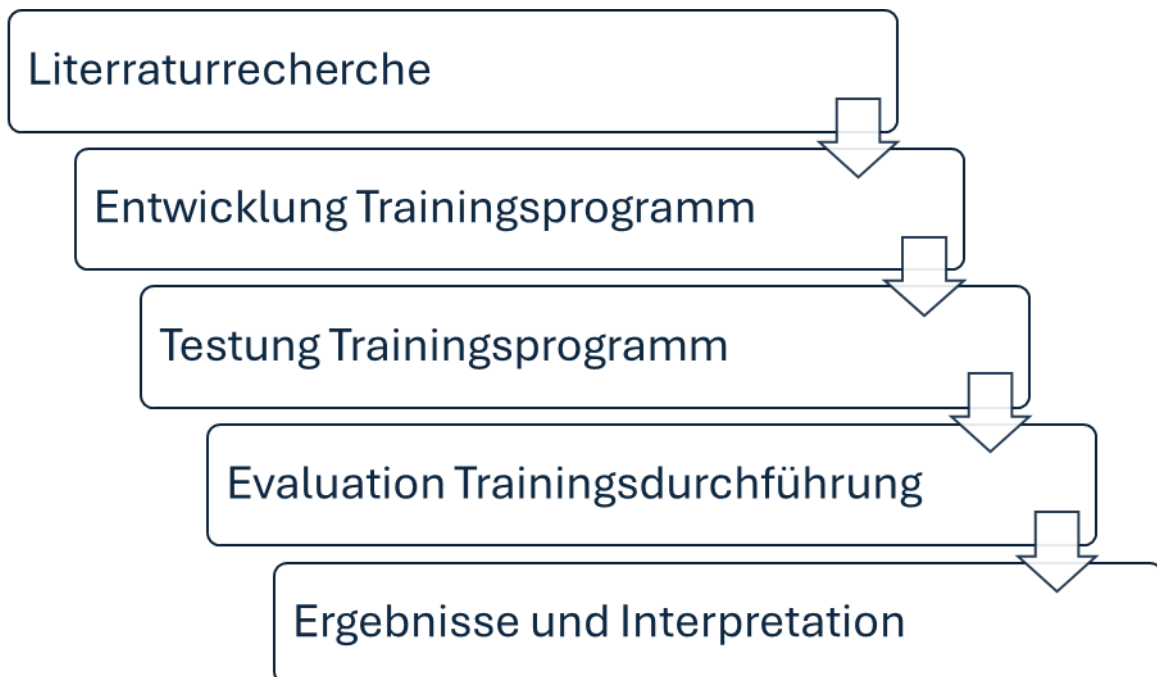 Literraturrecherche
Entwicklung Trainingsprogramm
Testung Trainingsprogramm
Evaluation Trainingsdurchführung
Ergebnisse und Interpretation